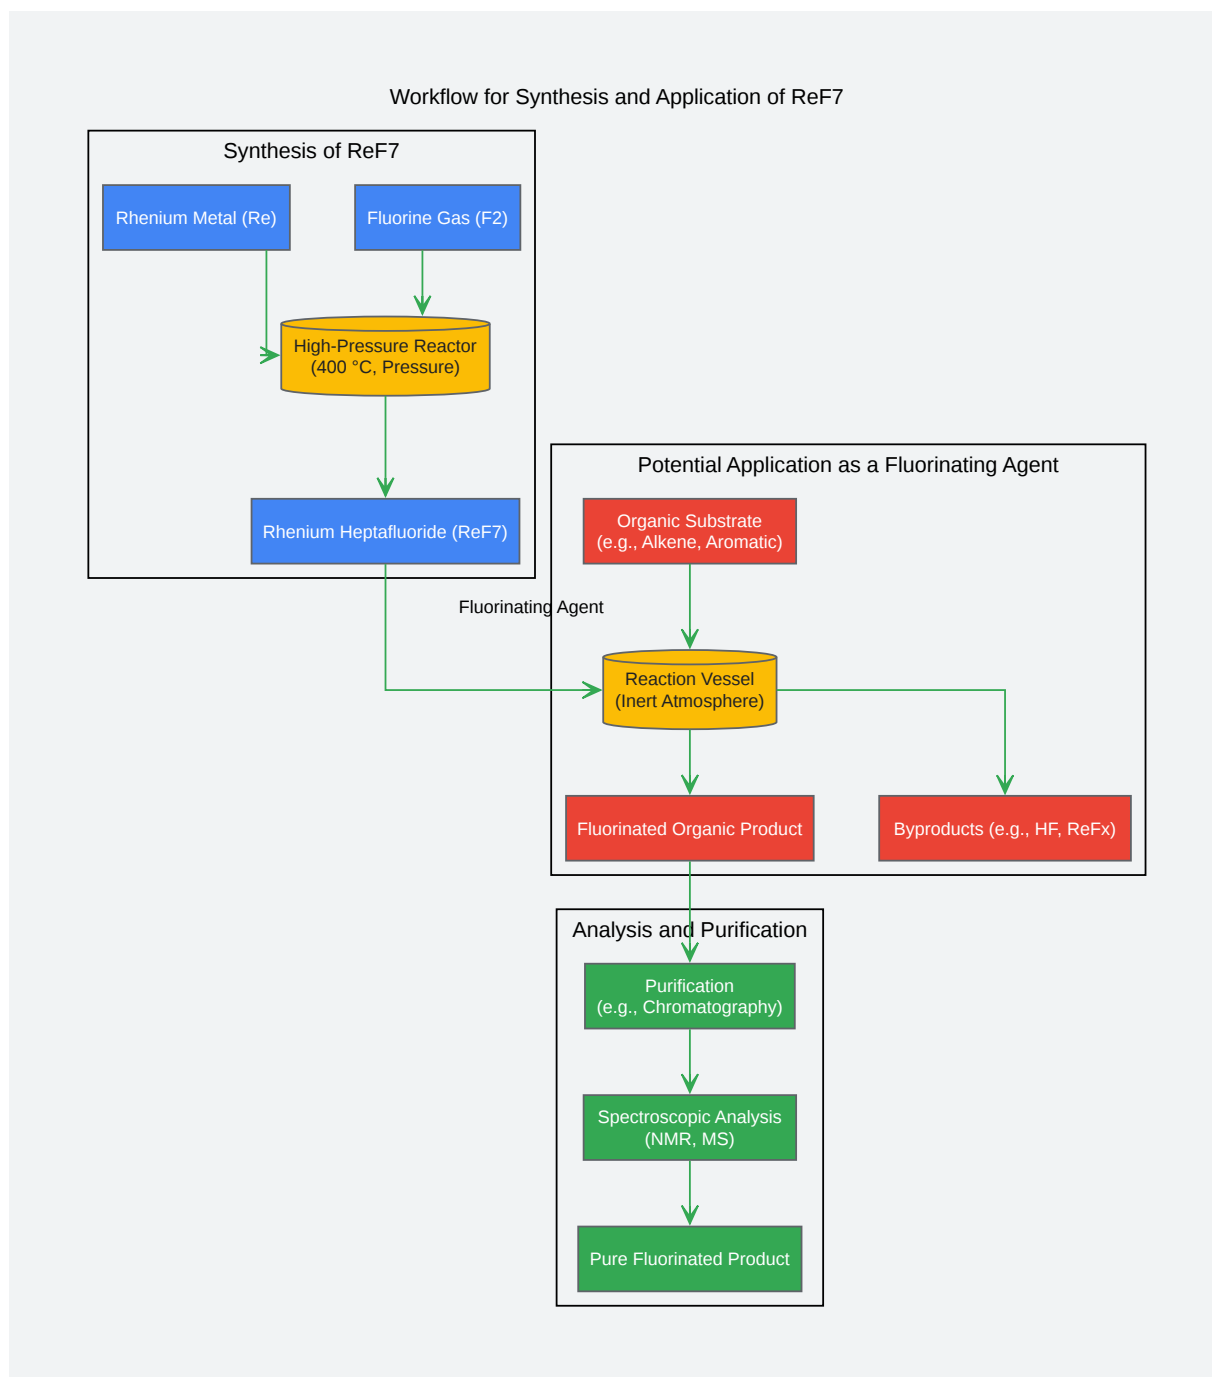 Workflow for Synthesis and Application of ReF7
Synthesis of ReF7
Rhenium Metal (Re)
Fluorine Gas (F2)
High-Pressure Reactor
(400 °C, Pressure)
Rhenium Heptafluoride (ReF7)
Potential Application as a Fluorinating Agent
Organic Substrate
(e.g., Alkene, Aromatic)
Fluorinating Agent
Reaction Vessel
(Inert Atmosphere)
Fluorinated Organic Product
Byproducts (e.g., HF, ReFx)
Analysis and Purification
Purification
(e.g., Chromatography)
Spectroscopic Analysis
(NMR, MS)
Pure Fluorinated Product